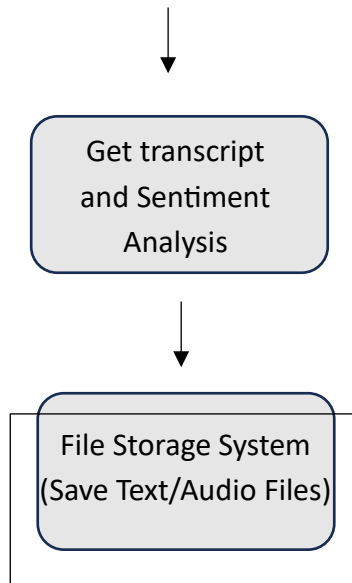 Get transcript
and Sentiment
Analysis
File Storage System
(Save Text/Audio Files)